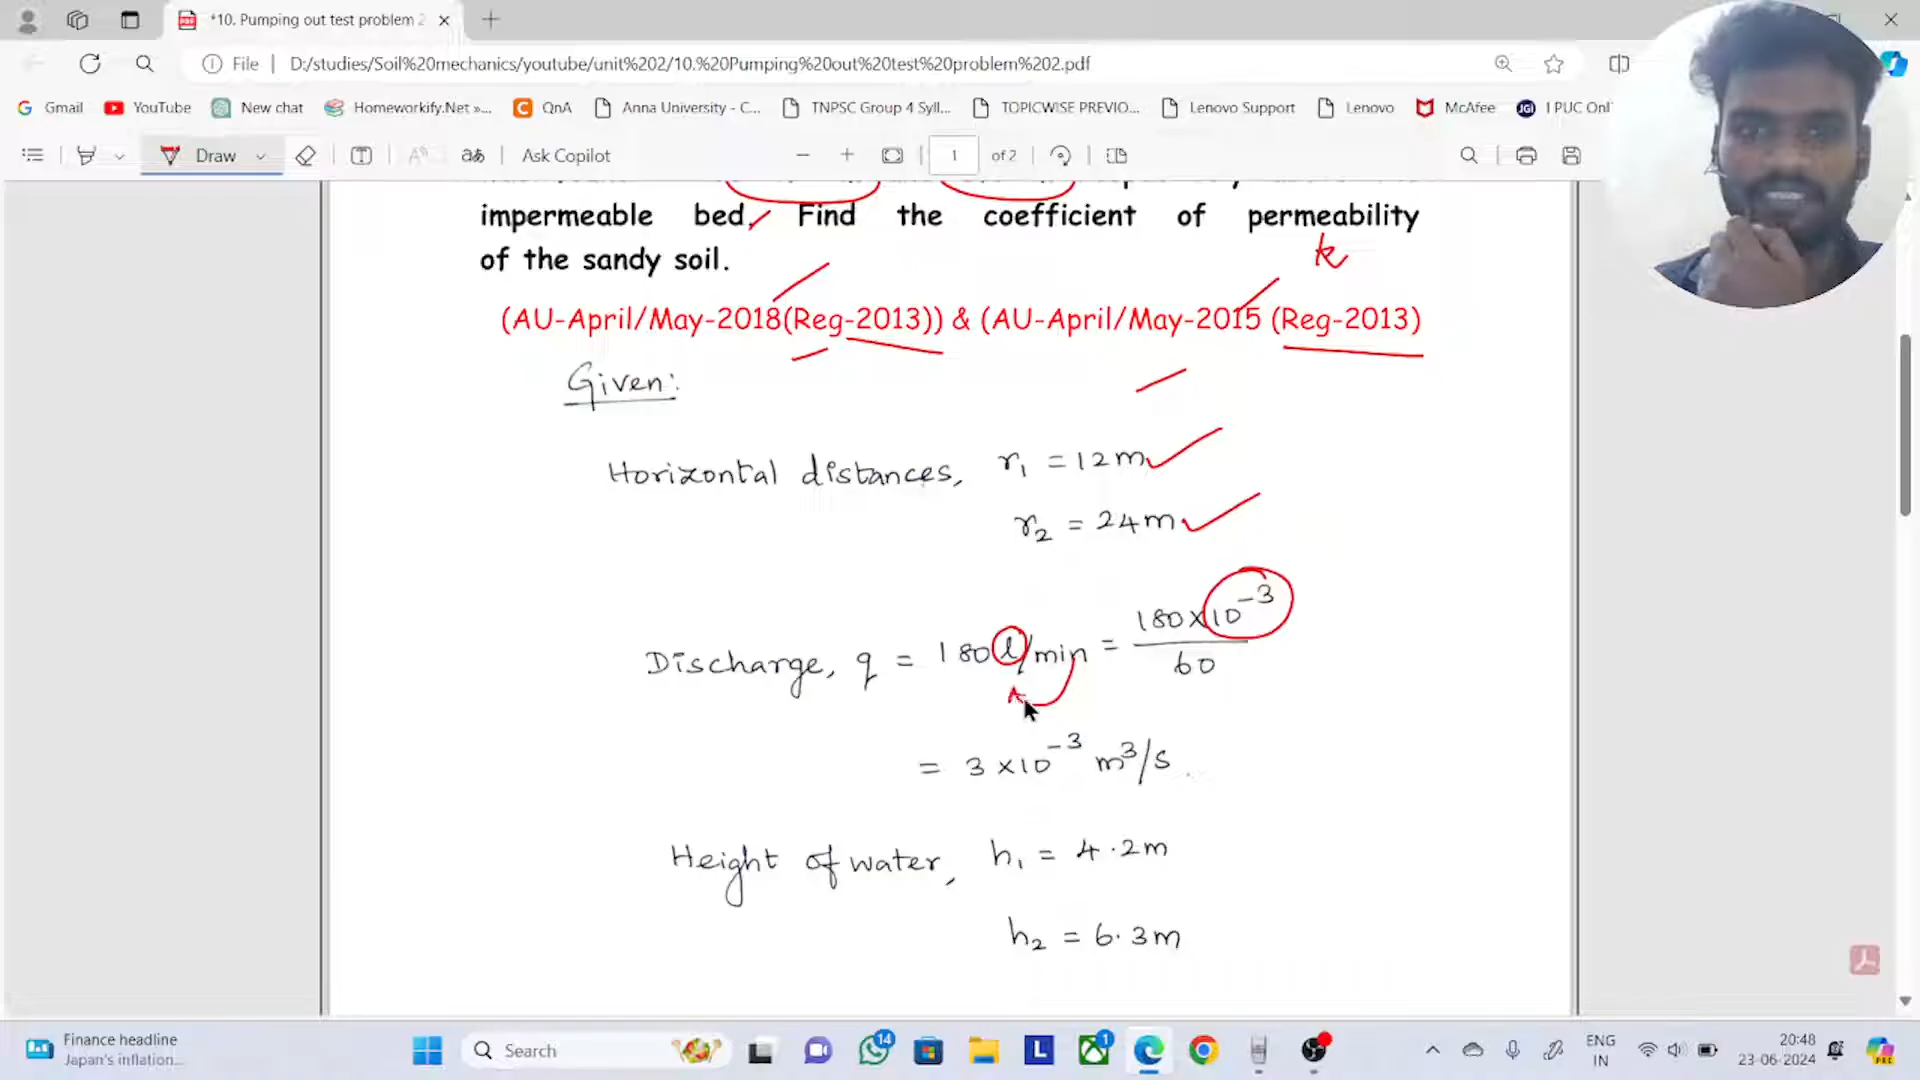 *10. Pumping out test problem 2
File
D:/studies/Soil%20mechanics/youtube/unit%202/10.%20Pumping%20out%20test%20problem%202.pdf
Gmail YouTube New chat Homeworkify.Net »... QnA Anna University - C... TNPSC Group 4 Syll... TOPICWISE PREVIO... Lenovo Support Lenovo McAfee I PUC Onl
Draw Ask Copilot 1 of 2
impermeable bed. Find the coefficient of permeability
of the sandy soil.
k
(AU-April/May-2018(Reg-2013)) & (AU-April/May-2015 (Reg-2013)
Given:
Horizontal distances, r₁ = 12m
r₂ = 24m
Discharge, q = 180 l/min = 180×10⁻³/60
= 3×10⁻³ m³/s
Height of water, h₁ = 4.2m
h₂ = 6.3m
Finance headline
Japan's inflation...
Search
14
L
1
ENG
IN
20:48
23-06-2024